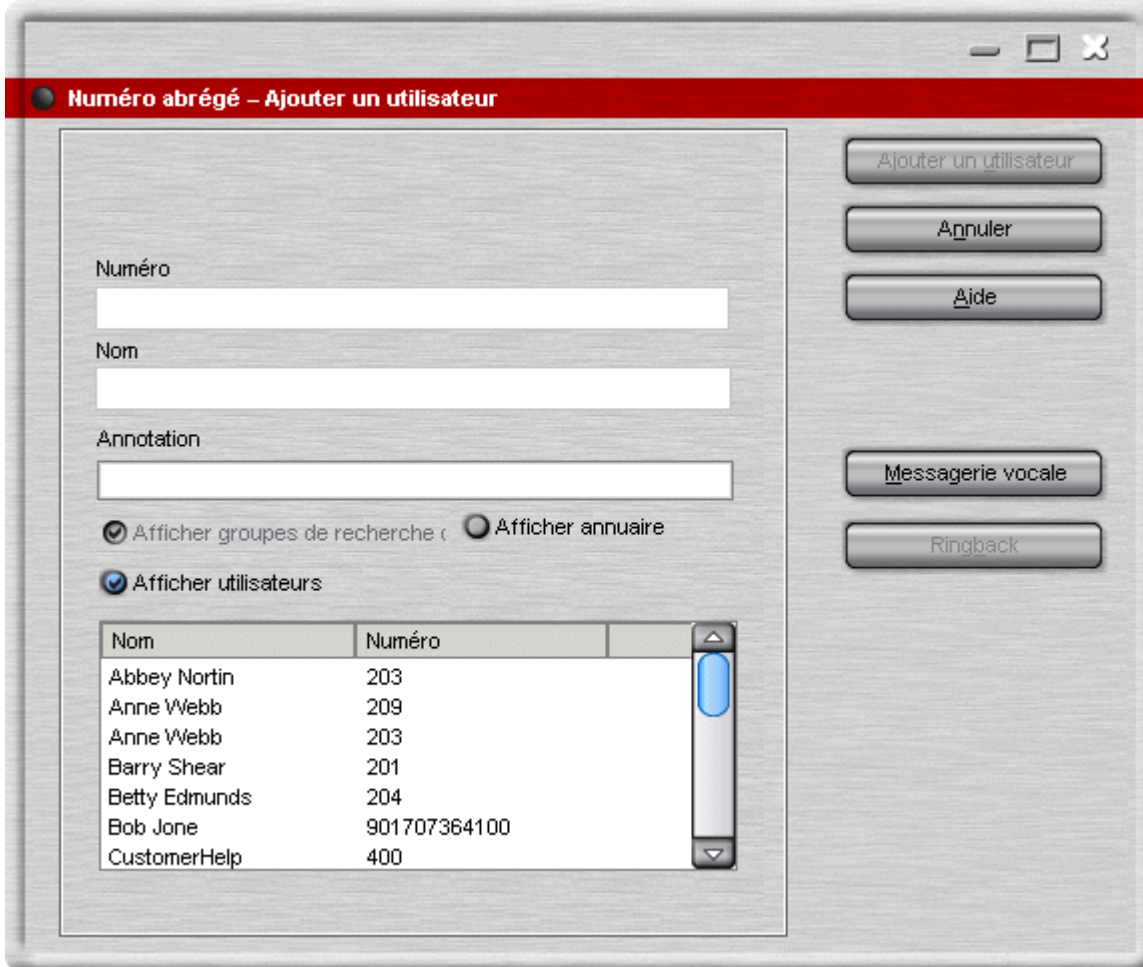 Numéro abrégé – Ajouter un utilisateur
Ajouter un utilisateur
Annuler
Aide
Numéro
Nom
Annotation
Messagerie vocale
Ringback
Afficher groupes de recherche
Afficher annuaire
Afficher utilisateurs
Nom Numéro
Abbey Nortin 203
Anne Webb 209
Anne Webb 203
Barry Shear 201
Betty Edmunds 204
Bob Jone 901707364100
CustomerHelp 400